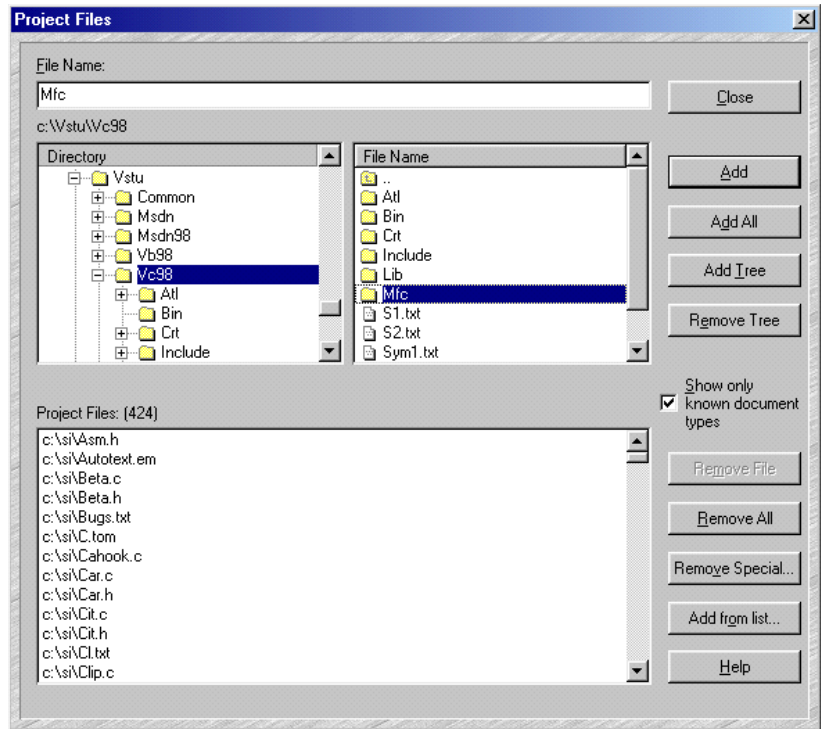 Project Files
File Name:
Mfc
Close
c:\Vstu\Vc98
Directory
Vstu
Common
Msdn
Msdn98
Vb98
Vc98
Atl
Bin
Crt
Include
File Name
..
Atl
Bin
Crt
Include
Lib
Mfc
S1.txt
S2.txt
Sym1.txt
Add
Add All
Add Tree
Remove Tree
Show only
known document
types
Project Files: (424)
c:\si\Asm.h
c:\si\Autotext.em
c:\si\Beta.c
c:\si\Beta.h
c:\si\Bugs.txt
c:\si\C.tom
c:\si\Cahook.c
c:\si\Car.c
c:\si\Car.h
c:\si\Cit.c
c:\si\Cit.h
c:\si\Cl.txt
c:\si\Clip.c
Remove File
Remove All
Remove Special...
Add from list...
Help